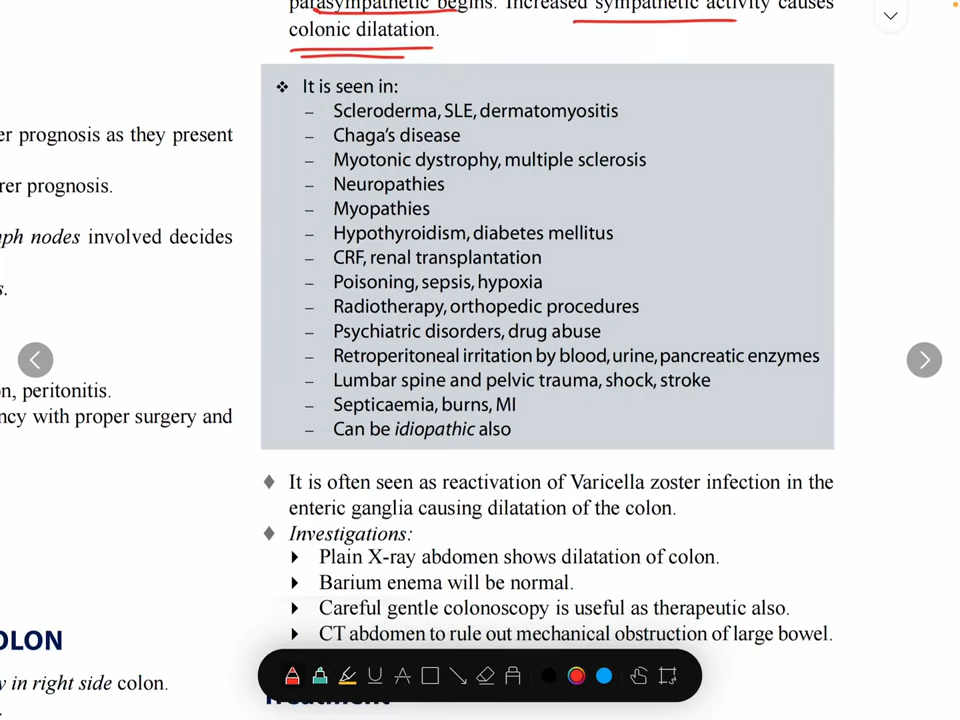 parasympathetic begins. Increased sympathetic activity causes
colonic dilatation.
❖ It is seen in:
– Scleroderma, SLE, dermatomyositis
– Chaga's disease
– Myotonic dystrophy, multiple sclerosis
– Neuropathies
– Myopathies
– Hypothyroidism, diabetes mellitus
– CRF, renal transplantation
– Poisoning, sepsis, hypoxia
– Radiotherapy, orthopedic procedures
– Psychiatric disorders, drug abuse
– Retroperitoneal irritation by blood, urine, pancreatic enzymes
– Lumbar spine and pelvic trauma, shock, stroke
– Septicaemia, burns, MI
– Can be idiopathic also
♦ It is often seen as reactivation of Varicella zoster infection in the
enteric ganglia causing dilatation of the colon.
♦ Investigations:
Plain X-ray abdomen shows dilatation of colon.
Barium enema will be normal.
Careful gentle colonoscopy is useful as therapeutic also.
CT abdomen to rule out mechanical obstruction of large bowel.
Treatment
er prognosis as they present
rer prognosis.
ph nodes involved decides
s.
n, peritonitis.
ncy with proper surgery and
OLON
y in right side colon.